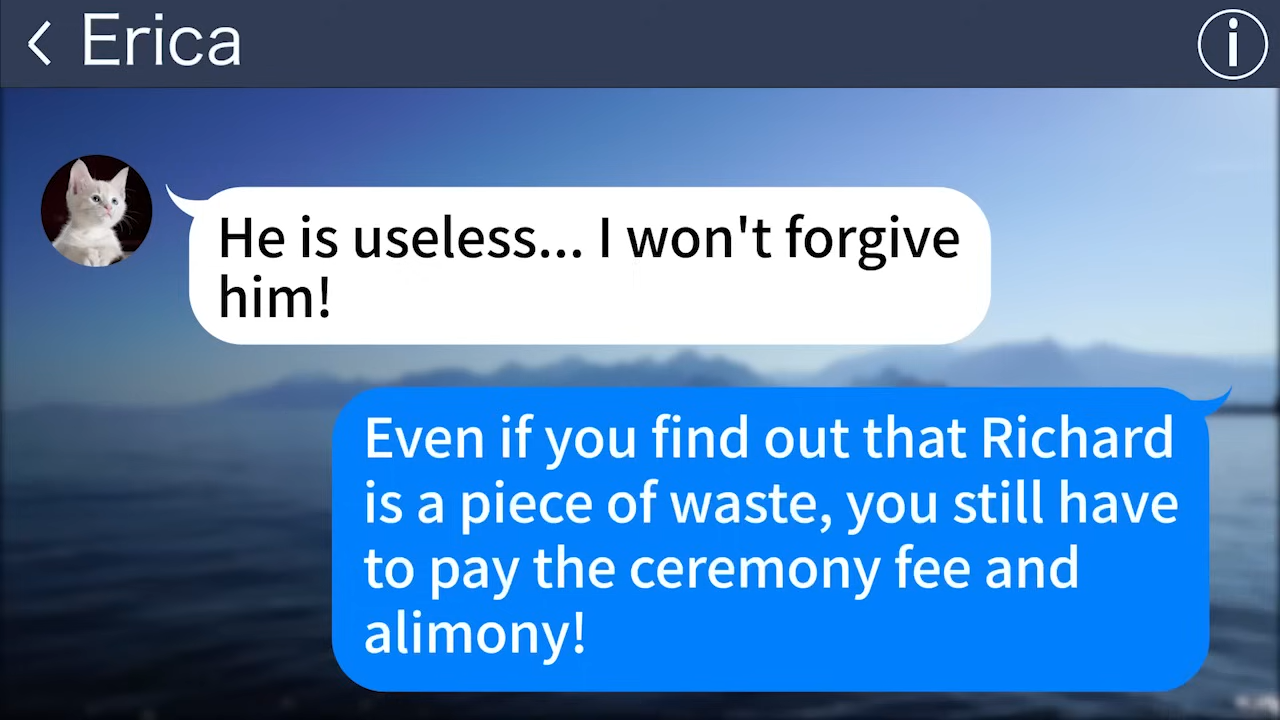 Erica
He is useless... I won't forgive
him!
Even if you find out that Richard
is a piece of waste, you still have
to pay the ceremony fee and
alimony!